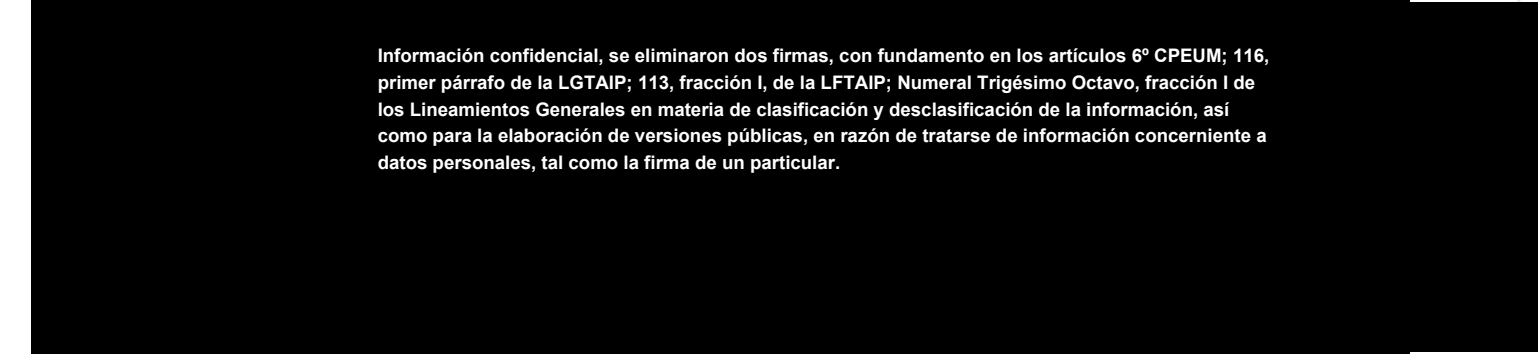 Información confidencial, se eliminaron dos firmas, con fundamento en los artículos 6º CPEUM; 116,
primer párrafo de la LGTAIP; 113, fracción I, de la LFTAIP; Numeral Trigésimo Octavo, fracción I de
los Lineamientos Generales en materia de clasificación y desclasificación de la información, así
como para la elaboración de versiones públicas, en razón de tratarse de información concerniente a
datos personales, tal como la firma de un particular.